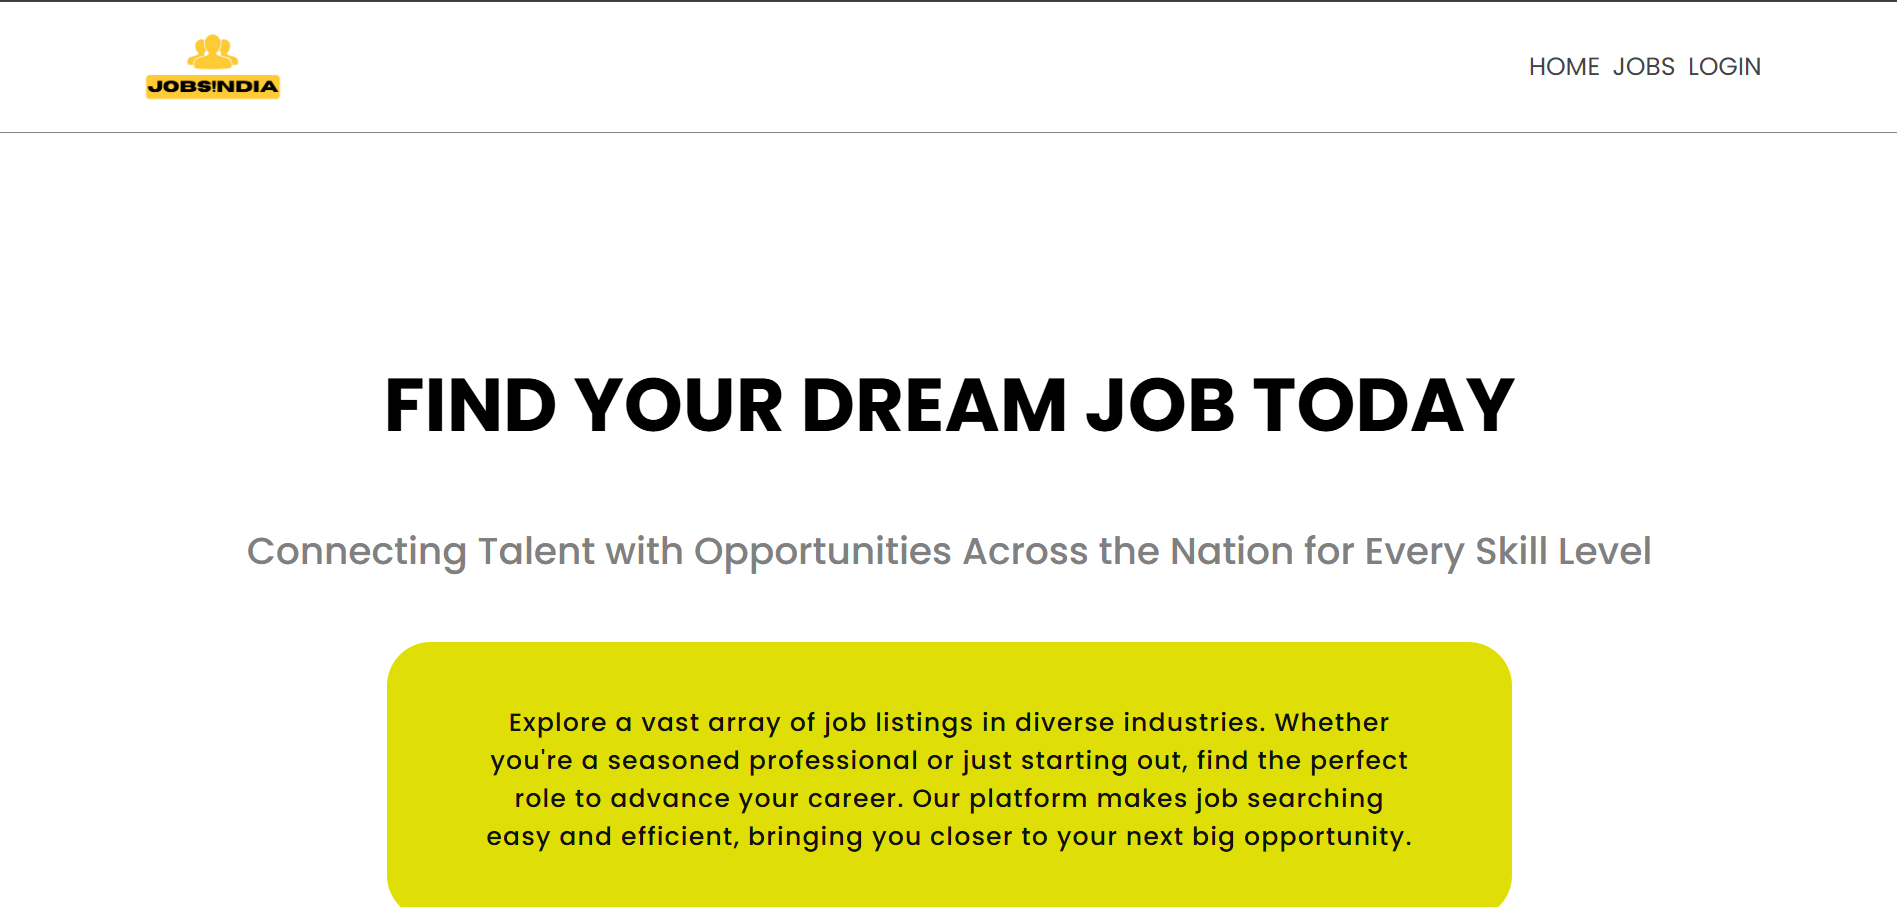 JOBS!NDIA
HOME JOBS LOGIN
FIND YOUR DREAM JOB TODAY
Connecting Talent with Opportunities Across the Nation for Every Skill Level
Explore a vast array of job listings in diverse industries. Whether
you're a seasoned professional or just starting out, find the perfect
role to advance your career. Our platform makes job searching
easy and efficient, bringing you closer to your next big opportunity.